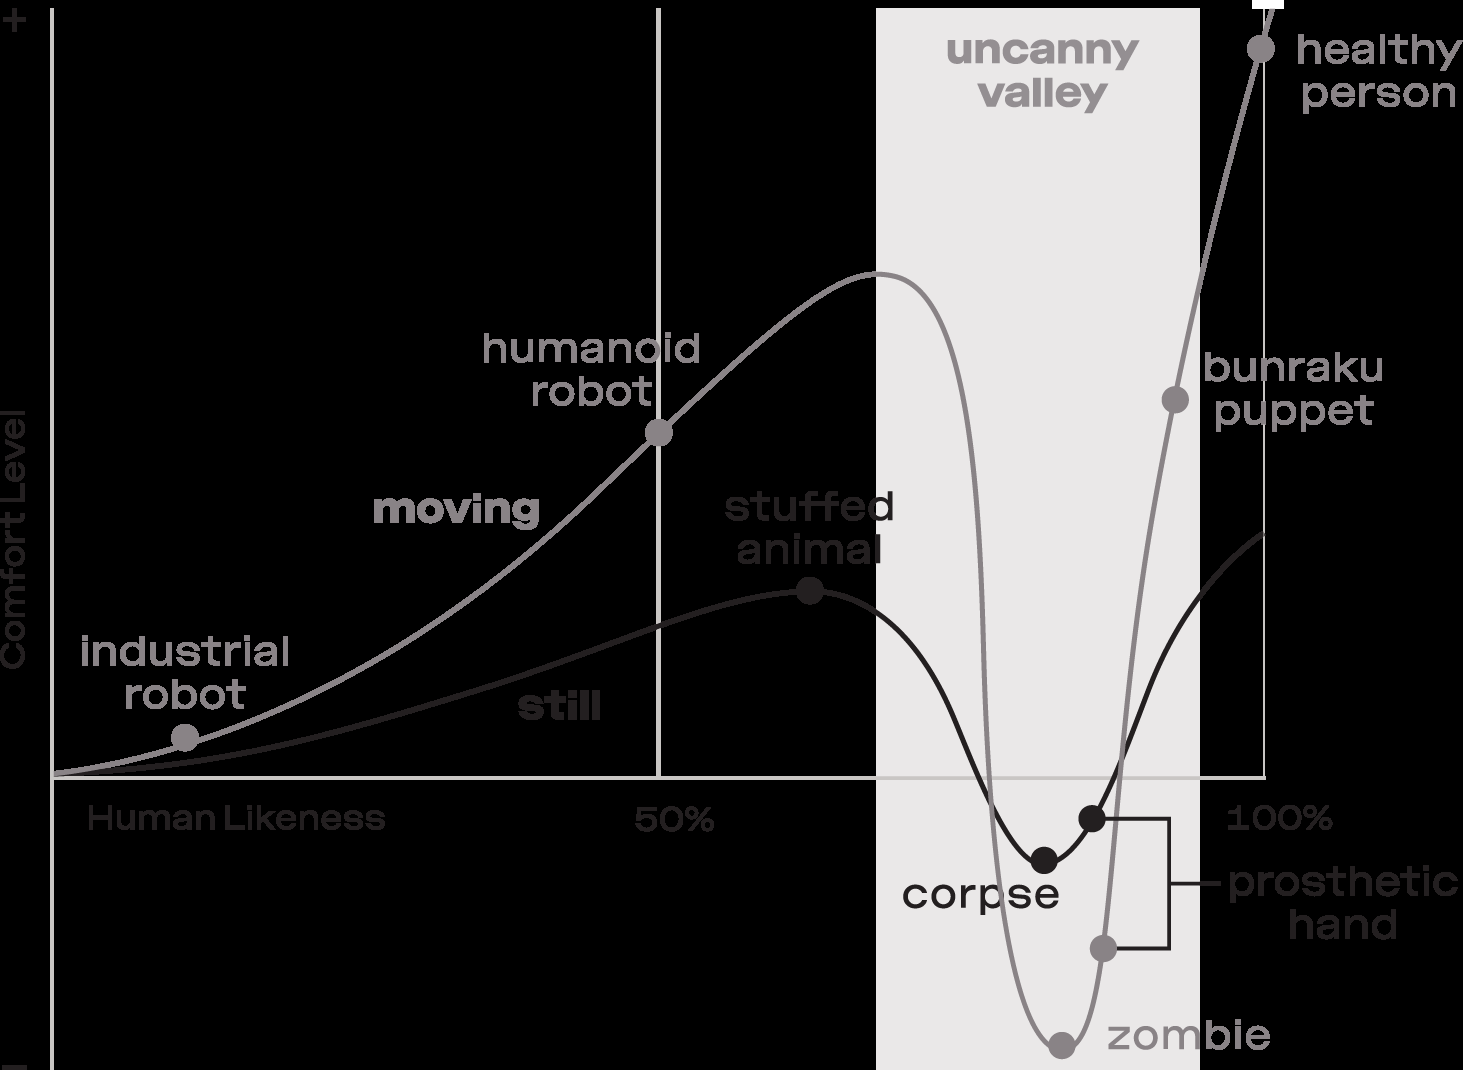 +
uncanny
valley
healthy
person
humanoid
robot
bunraku
puppet
moving
stuffed
animal
Comfort Level
industrial
robot
still
Human Likeness
50%
100%
corpse
prosthetic
hand
zombie